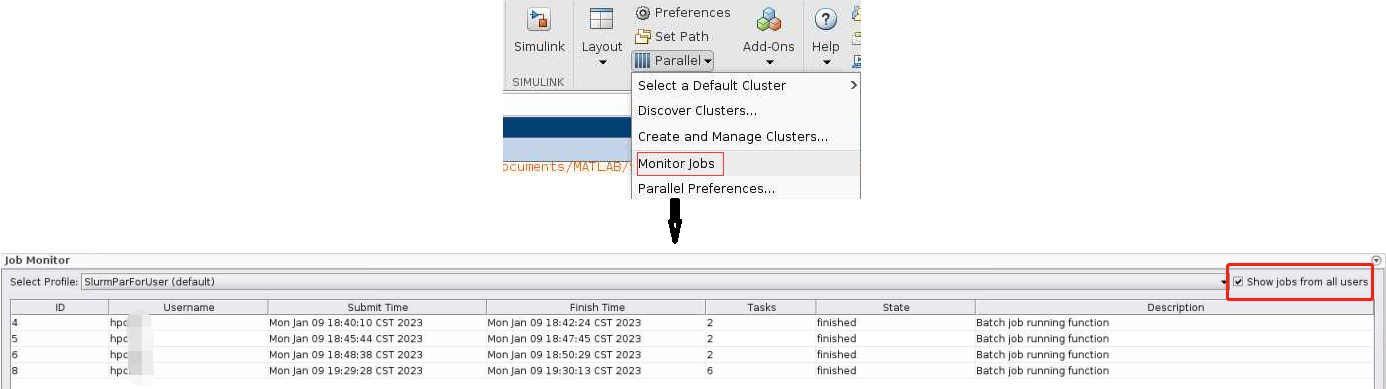 Preferences
Set Path
Simulink Layout Parallel Add-Ons Help
SIMULINK
Select a Default Cluster
Discover Clusters...
Create and Manage Clusters...
ocuments/MATLAB/
Monitor Jobs
Parallel Preferences...
Job Monitor
Select Profile: SlurmParForUser (default) Show jobs from all users
ID Username Submit Time Finish Time Tasks State Description
4 hpc Mon Jan 09 18:40:10 CST 2023 Mon Jan 09 18:42:24 CST 2023 2 finished Batch job running function
5 hpc Mon Jan 09 18:45:44 CST 2023 Mon Jan 09 18:47:45 CST 2023 2 finished Batch job running function
6 hpc Mon Jan 09 18:48:38 CST 2023 Mon Jan 09 18:50:29 CST 2023 2 finished Batch job running function
8 hpc Mon Jan 09 19:29:28 CST 2023 Mon Jan 09 19:30:13 CST 2023 6 finished Batch job running function